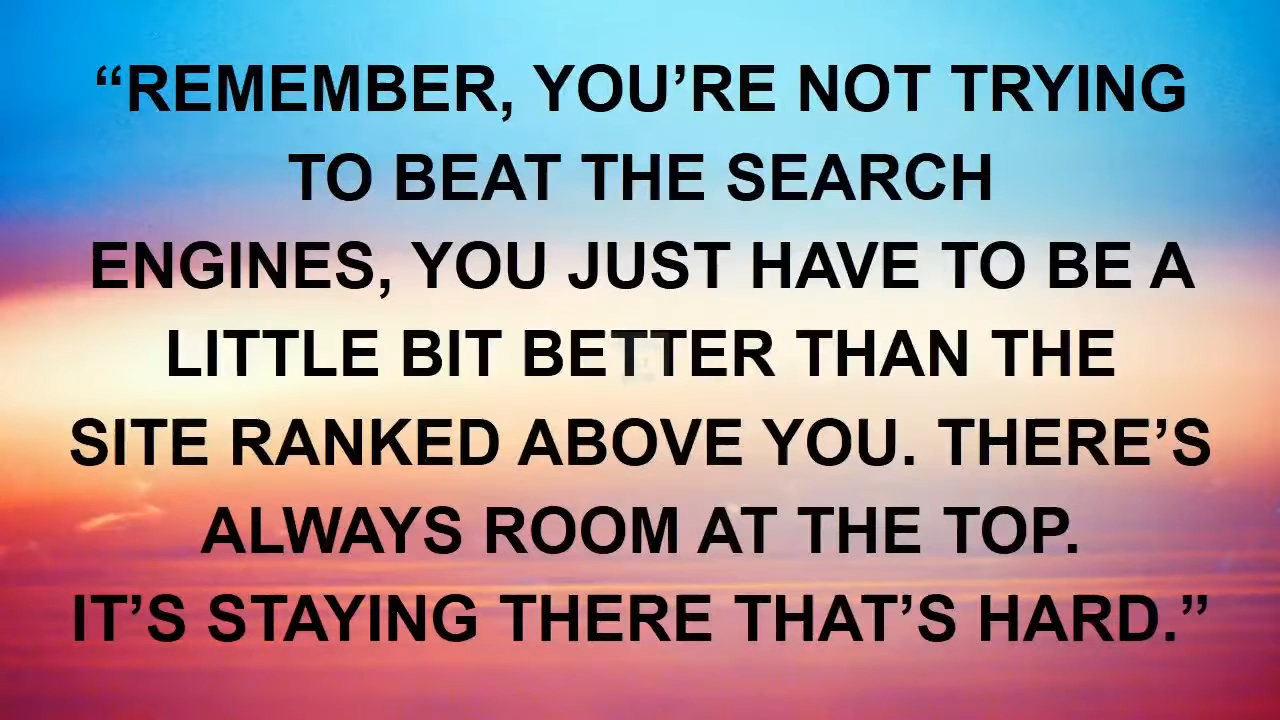 “REMEMBER, YOU’RE NOT TRYING
TO BEAT THE SEARCH
ENGINES, YOU JUST HAVE TO BE A
LITTLE BIT BETTER THAN THE
SITE RANKED ABOVE YOU. THERE’S
ALWAYS ROOM AT THE TOP.
IT’S STAYING THERE THAT’S HARD.”